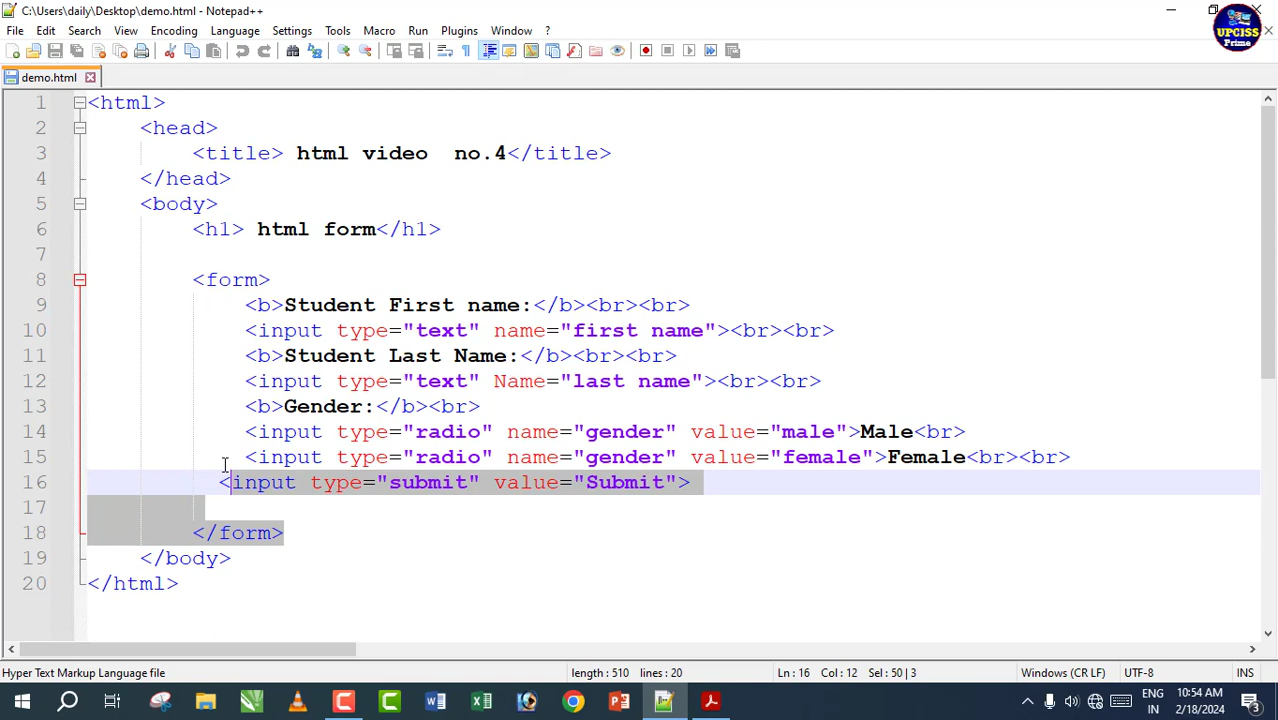 C:\Users\daily\Desktop\demo.html - Notepad++
UPCISS
Prime
File Edit Search View Encoding Language Settings Tools Macro Run Plugins Window ?
demo.html
1 <html>
2 <head>
3 <title> html video  no.4</title>
4 </head>
5 <body>
6 <h1> html form</h1>
7
8 <form>
9 <b>Student First name:</b><br><br>
10 <input type="text" name="first name"><br><br>
11 <b>Student Last Name:</b><br><br>
12 <input type="text" Name="last name"><br><br>
13 <b>Gender:</b><br>
14 <input type="radio" name="gender" value="male">Male<br>
15 <input type="radio" name="gender" value="female">Female<br><br>
16 <input type="submit" value="Submit">
17
18 </form>
19 </body>
20 </html>
Hyper Text Markup Language file length : 510 lines : 20 Ln : 16 Col : 12 Sel : 50 | 3 Windows (CR LF) UTF-8 INS
ENG 10:54 AM
IN 2/18/2024 3